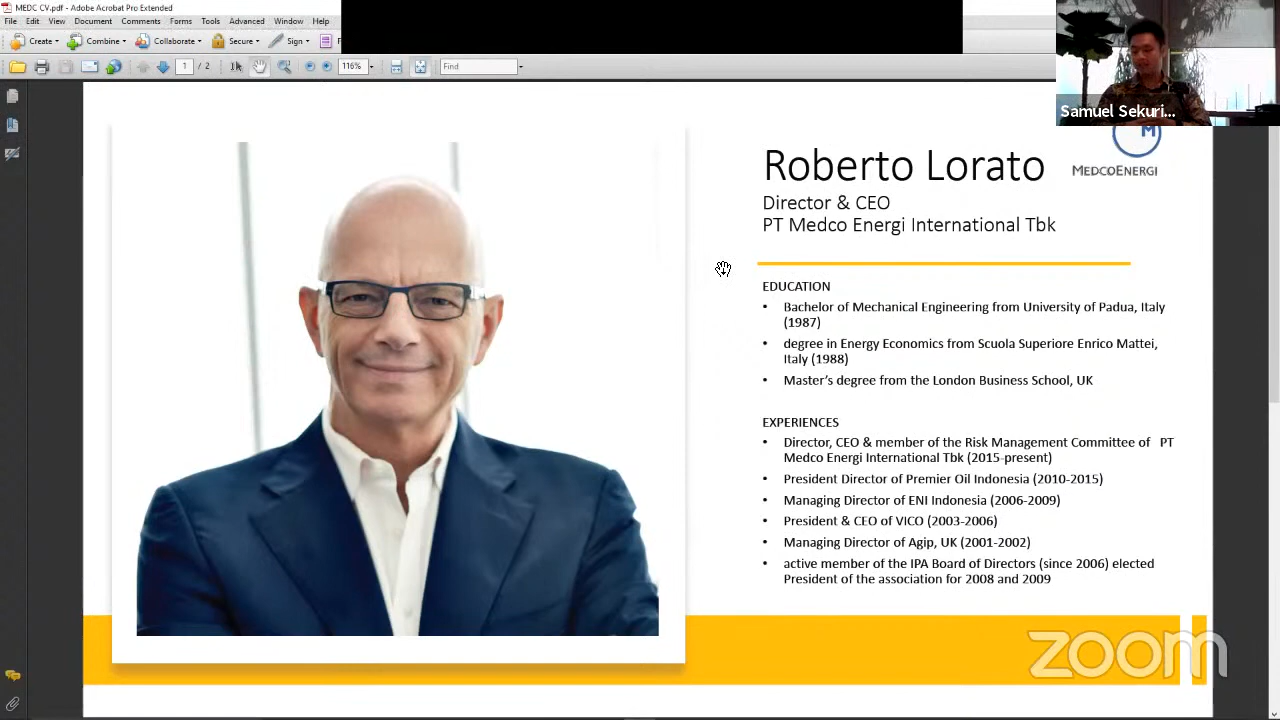 MEDC CV.pdf - Adobe Acrobat Pro Extended
File Edit View Document Comments Forms Tools Advanced Window Help
Create Combine Collaborate Secure Sign
1 / 2 116% Find
Samuel Sekuri...
M
MEDCOENERGI
Roberto Lorato
Director & CEO
PT Medco Energi International Tbk
EDUCATION
• Bachelor of Mechanical Engineering from University of Padua, Italy
(1987)
• degree in Energy Economics from Scuola Superiore Enrico Mattei,
Italy (1988)
• Master's degree from the London Business School, UK
EXPERIENCES
• Director, CEO & member of the Risk Management Committee of PT
Medco Energi International Tbk (2015-present)
• President Director of Premier Oil Indonesia (2010-2015)
• Managing Director of ENI Indonesia (2006-2009)
• President & CEO of VICO (2003-2006)
• Managing Director of Agip, UK (2001-2002)
• active member of the IPA Board of Directors (since 2006) elected
President of the association for 2008 and 2009
zoom